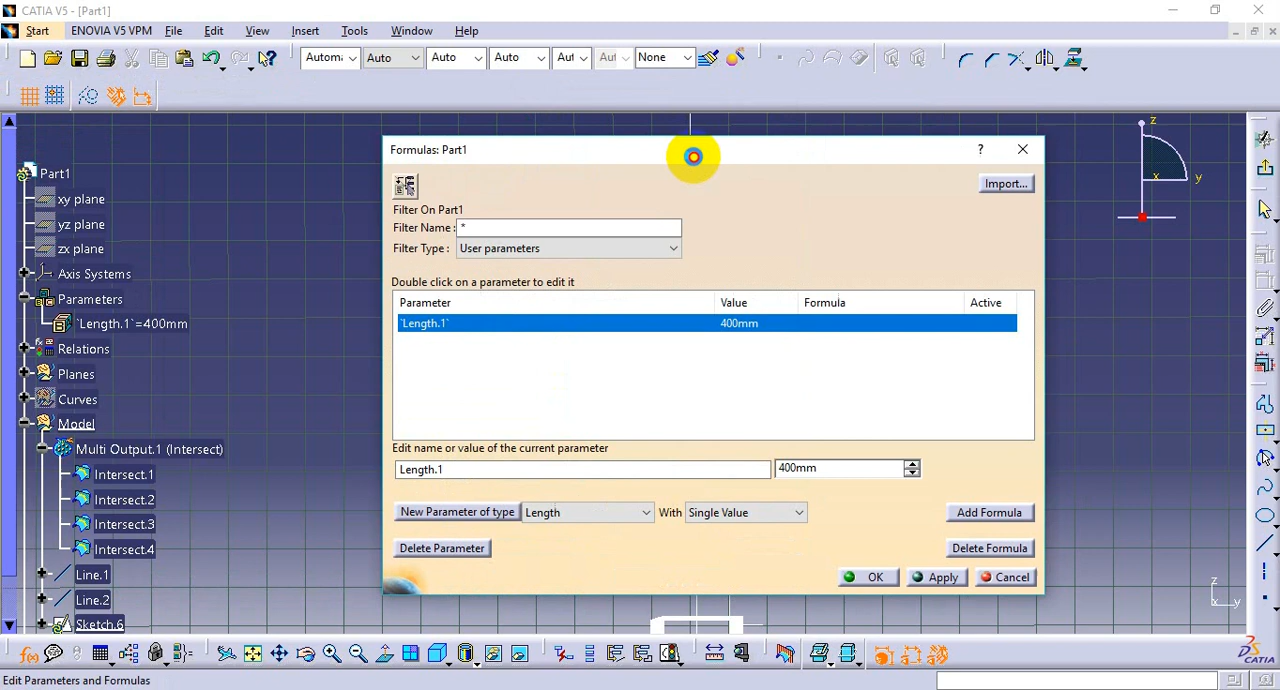 CATIA V5 - [Part1]
Start ENOVIA V5 VPM File Edit View Insert Tools Window Help
Automa Auto Auto Auto Aut Aut None
z
x
y
Part1
xy plane
yz plane
zx plane
Axis Systems
Parameters
`Length.1`=400mm
Relations
Planes
Curves
Model
Multi Output.1 (Intersect)
Intersect.1
Intersect.2
Intersect.3
Intersect.4
Line.1
Line.2
Sketch.6
Formulas: Part1 ?
Import...
Filter On Part1
Filter Name : *
Filter Type : User parameters
Double click on a parameter to edit it
Parameter Value Formula Active
`Length.1` 400mm
Edit name or value of the current parameter
Length.1 400mm
New Parameter of type Length With Single Value Add Formula
Delete Parameter Delete Formula
OK Apply Cancel
z
x y
f(x)
CATIA
Edit Parameters and Formulas